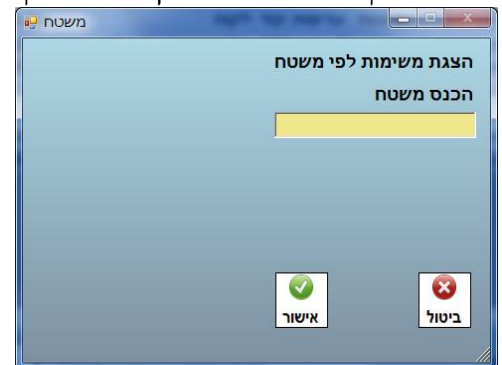 משטח
הצגת משימות לפי משטח
הכנס משטח
ביטול
אישור